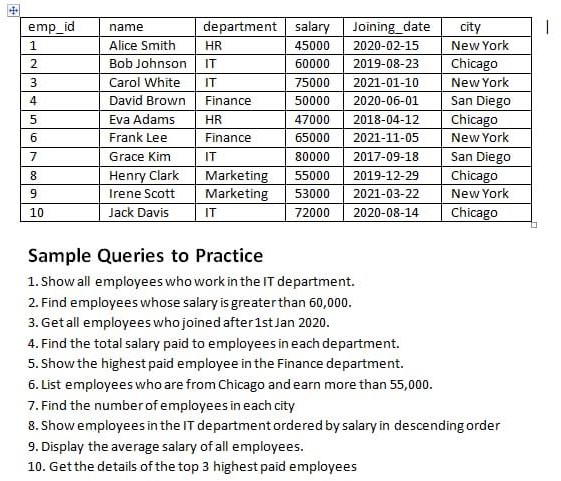 emp_id name department salary Joining_date city
1 Alice Smith HR 45000 2020-02-15 New York
2 Bob Johnson IT 60000 2019-08-23 Chicago
3 Carol White IT 75000 2021-01-10 New York
4 David Brown Finance 50000 2020-06-01 San Diego
5 Eva Adams HR 47000 2018-04-12 Chicago
6 Frank Lee Finance 65000 2021-11-05 New York
7 Grace Kim IT 80000 2017-09-18 San Diego
8 Henry Clark Marketing 55000 2019-12-29 Chicago
9 Irene Scott Marketing 53000 2021-03-22 New York
10 Jack Davis IT 72000 2020-08-14 Chicago
Sample Queries to Practice
1. Show all employees who work in the IT department.
2. Find employees whose salary is greater than 60,000.
3. Get all employees who joined after 1st Jan 2020.
4. Find the total salary paid to employees in each department.
5. Show the highest paid employee in the Finance department.
6. List employees who are from Chicago and earn more than 55,000.
7. Find the number of employees in each city
8. Show employees in the IT department ordered by salary in descending order
9. Display the average salary of all employees.
10. Get the details of the top 3 highest paid employees